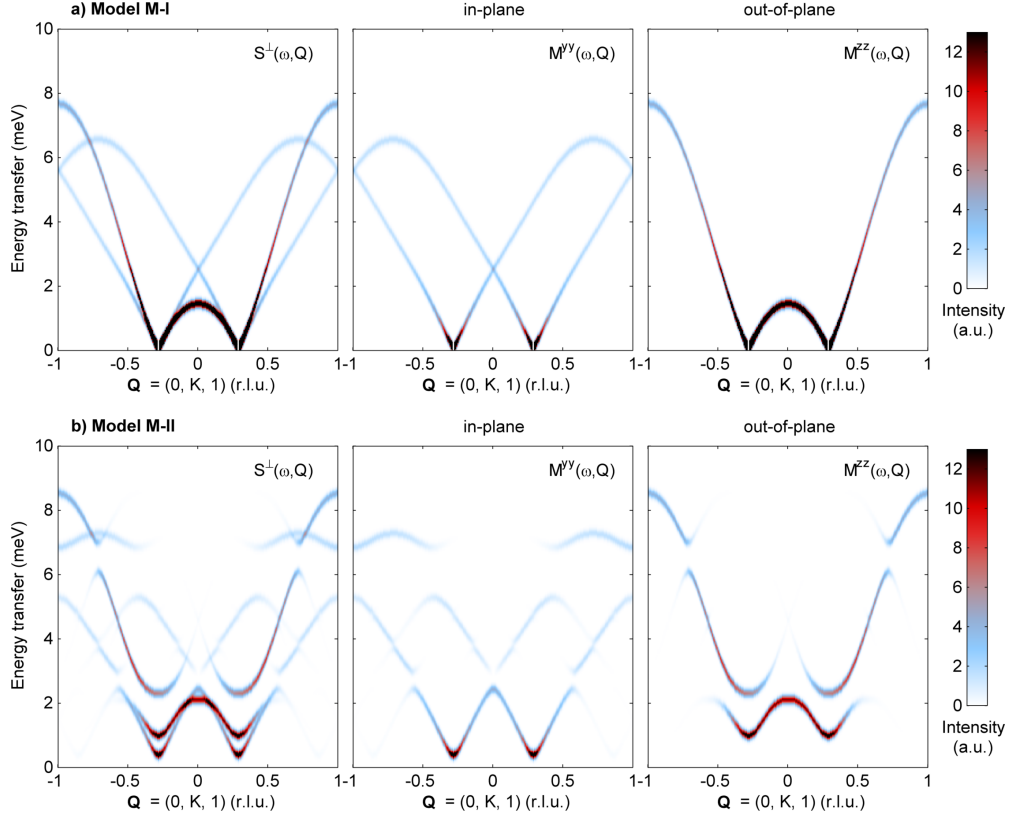 a) Model M-I
in-plane
out-of-plane
S⊥(ω,Q)
M^yy(ω,Q)
M^zz(ω,Q)
10
8
6
4
2
0
Energy transfer (meV)
-1 -0.5 0 0.5 1
-1 -0.5 0 0.5 1
-1 -0.5 0 0.5 1
Q = (0, K, 1) (r.l.u.)
Q = (0, K, 1) (r.l.u.)
Q = (0, K, 1) (r.l.u.)
12
10
8
6
4
2
0
Intensity
(a.u.)
b) Model M-II
in-plane
out-of-plane
S⊥(ω,Q)
M^yy(ω,Q)
M^zz(ω,Q)
10
8
6
4
2
0
Energy transfer (meV)
-1 -0.5 0 0.5 1
-1 -0.5 0 0.5 1
-1 -0.5 0 0.5 1
Q = (0, K, 1) (r.l.u.)
Q = (0, K, 1) (r.l.u.)
Q = (0, K, 1) (r.l.u.)
12
10
8
6
4
2
0
Intensity
(a.u.)